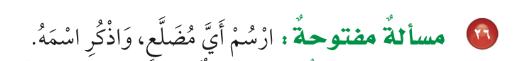 ٢٦ مسألةٌ مفتوحةٌ : ارْسُمْ أَيَّ مُضَلَّعٍ، وَاذْكُرِ اسْمَهُ.